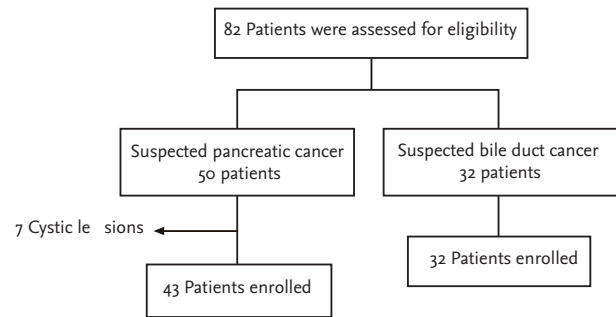 82 Patients were assessed for eligibility
Suspected pancreatic cancer
50 patients
Suspected bile duct cancer
32 patients
7 Cystic le sions
43 Patients enrolled
32 Patients enrolled